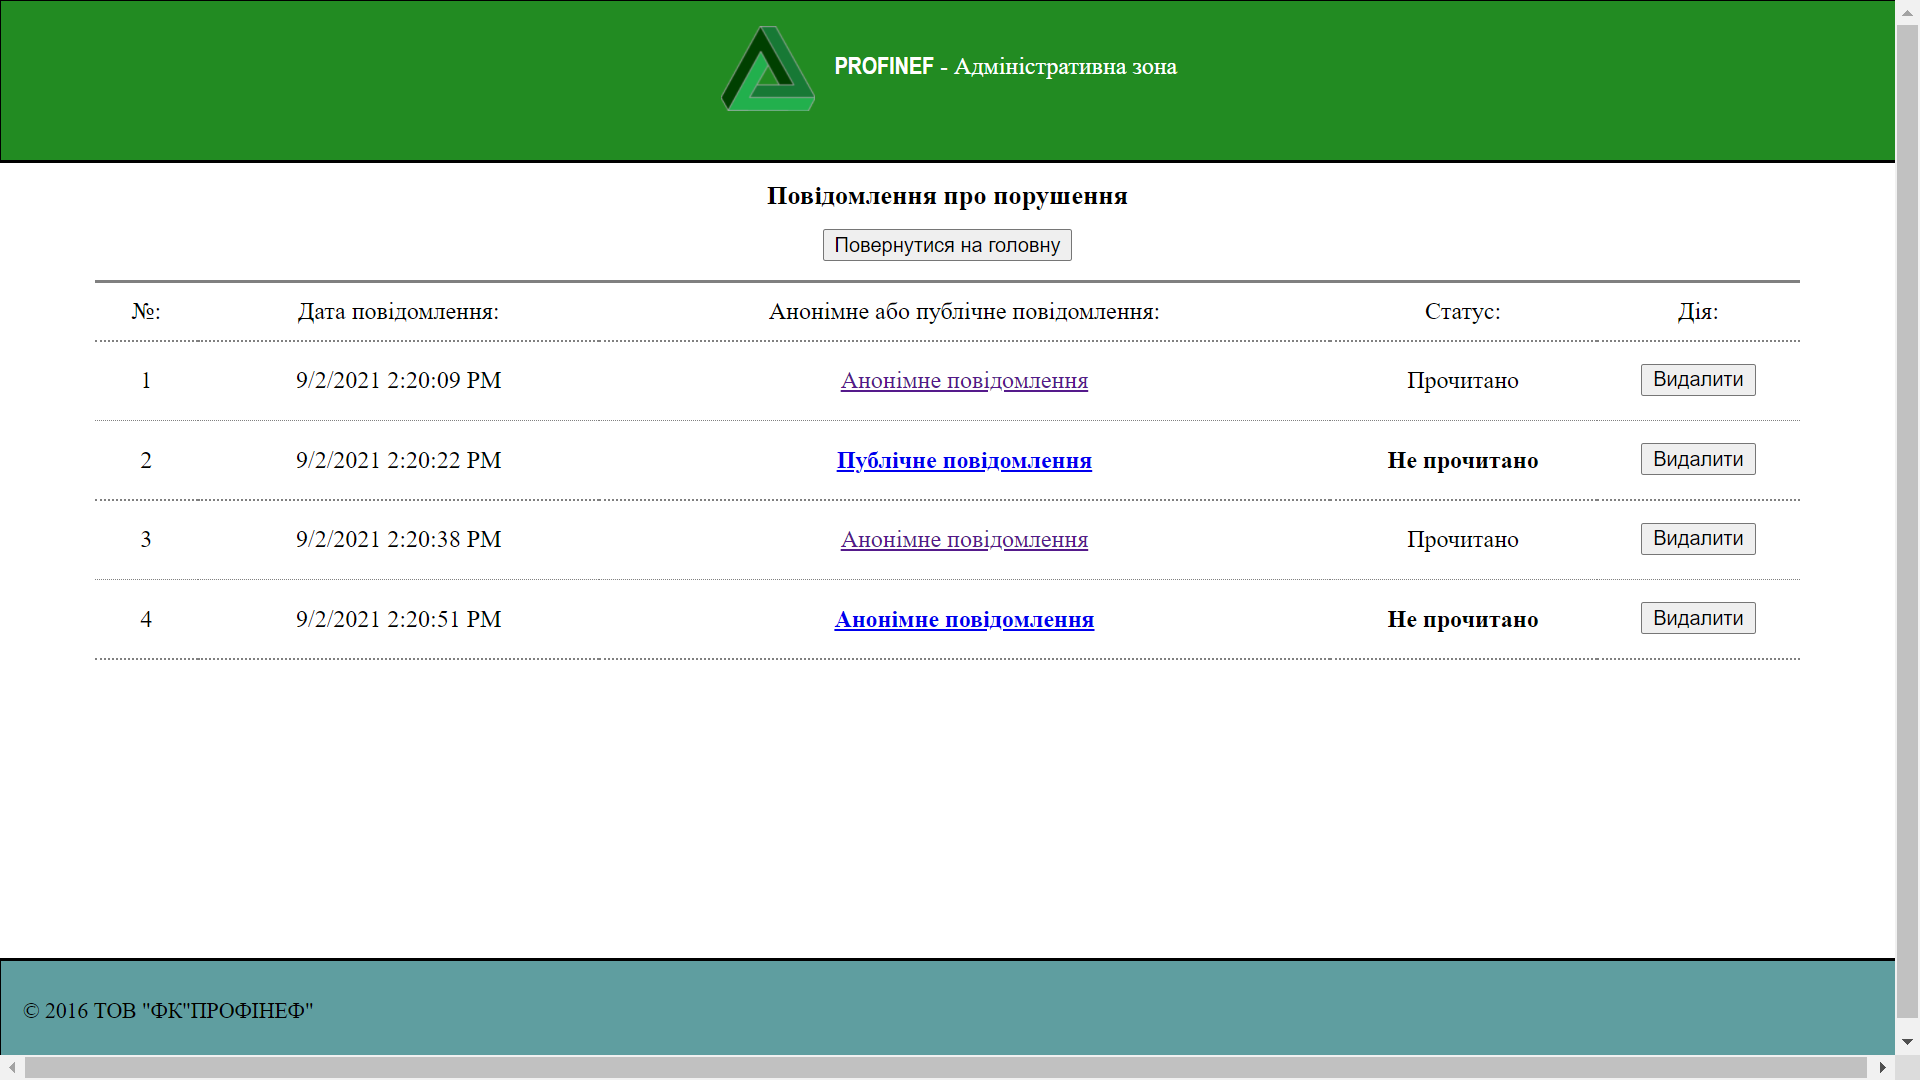 PROFINEF - Адміністративна зона
Повідомлення про порушення
Повернутися на головну
№: Дата повідомлення: Анонімне або публічне повідомлення: Статус: Дія:
1 9/2/2021 2:20:09 PM Анонімне повідомлення Прочитано Видалити
2 9/2/2021 2:20:22 PM Публічне повідомлення Не прочитано Видалити
3 9/2/2021 2:20:38 PM Анонімне повідомлення Прочитано Видалити
4 9/2/2021 2:20:51 PM Анонімне повідомлення Не прочитано Видалити
© 2016 ТОВ "ФК"ПРОФІНЕФ"